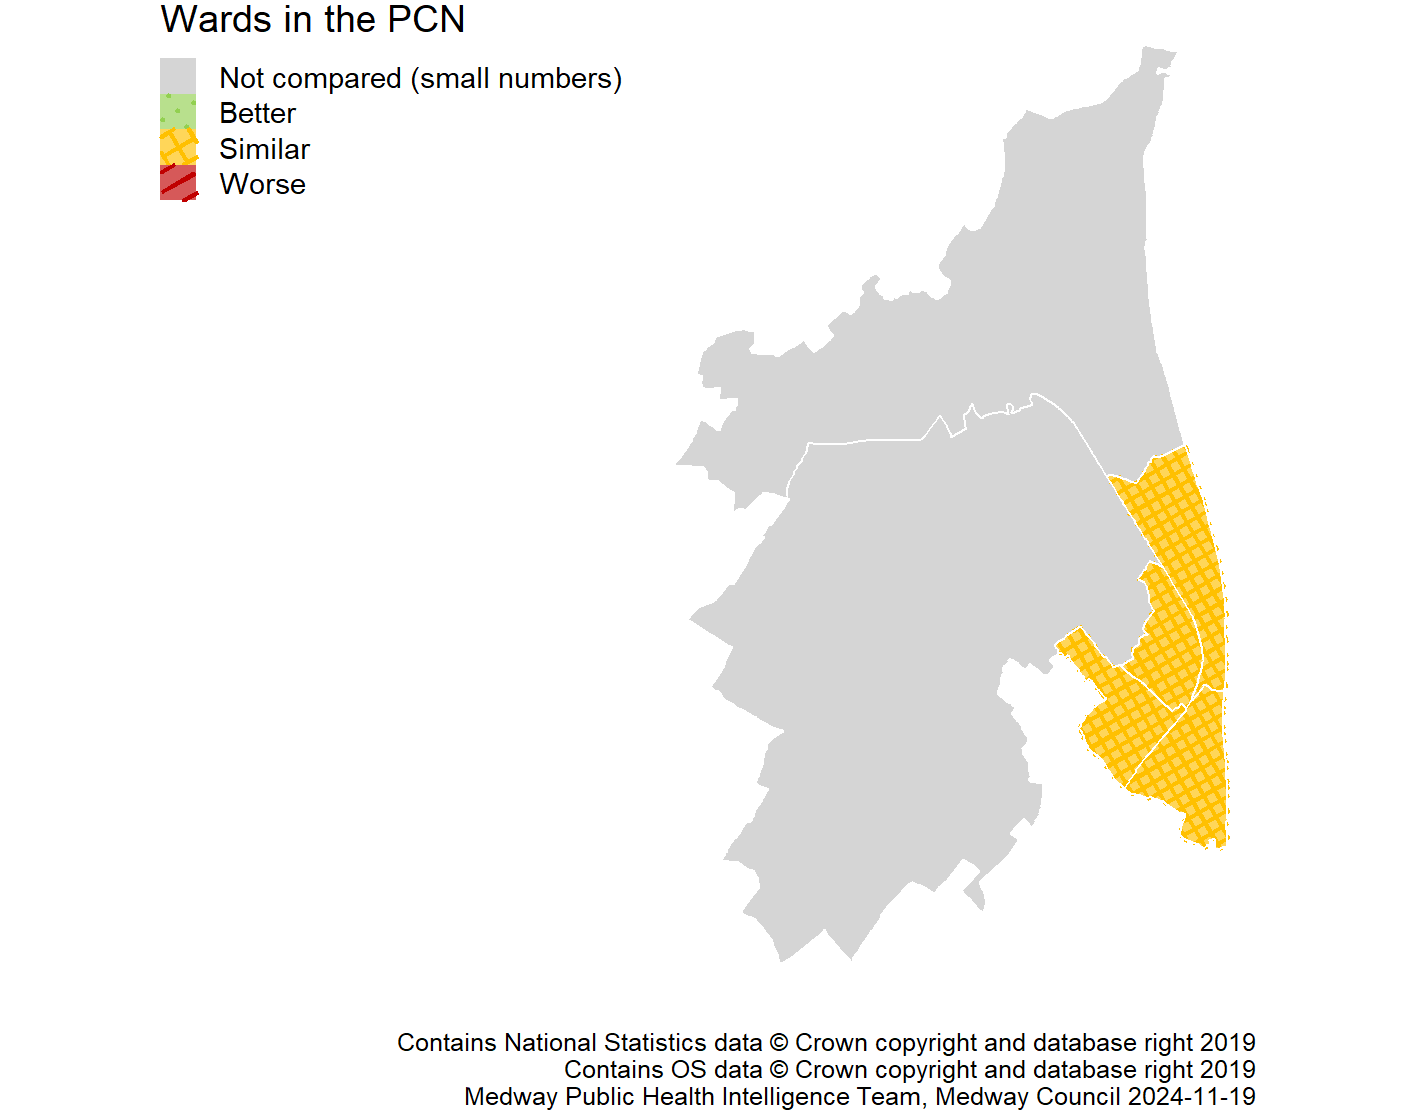 Wards in the PCN
Not compared (small numbers)
Better
Similar
Worse
Contains National Statistics data © Crown copyright and database right 2019
Contains OS data © Crown copyright and database right 2019
Medway Public Health Intelligence Team, Medway Council 2024-11-19